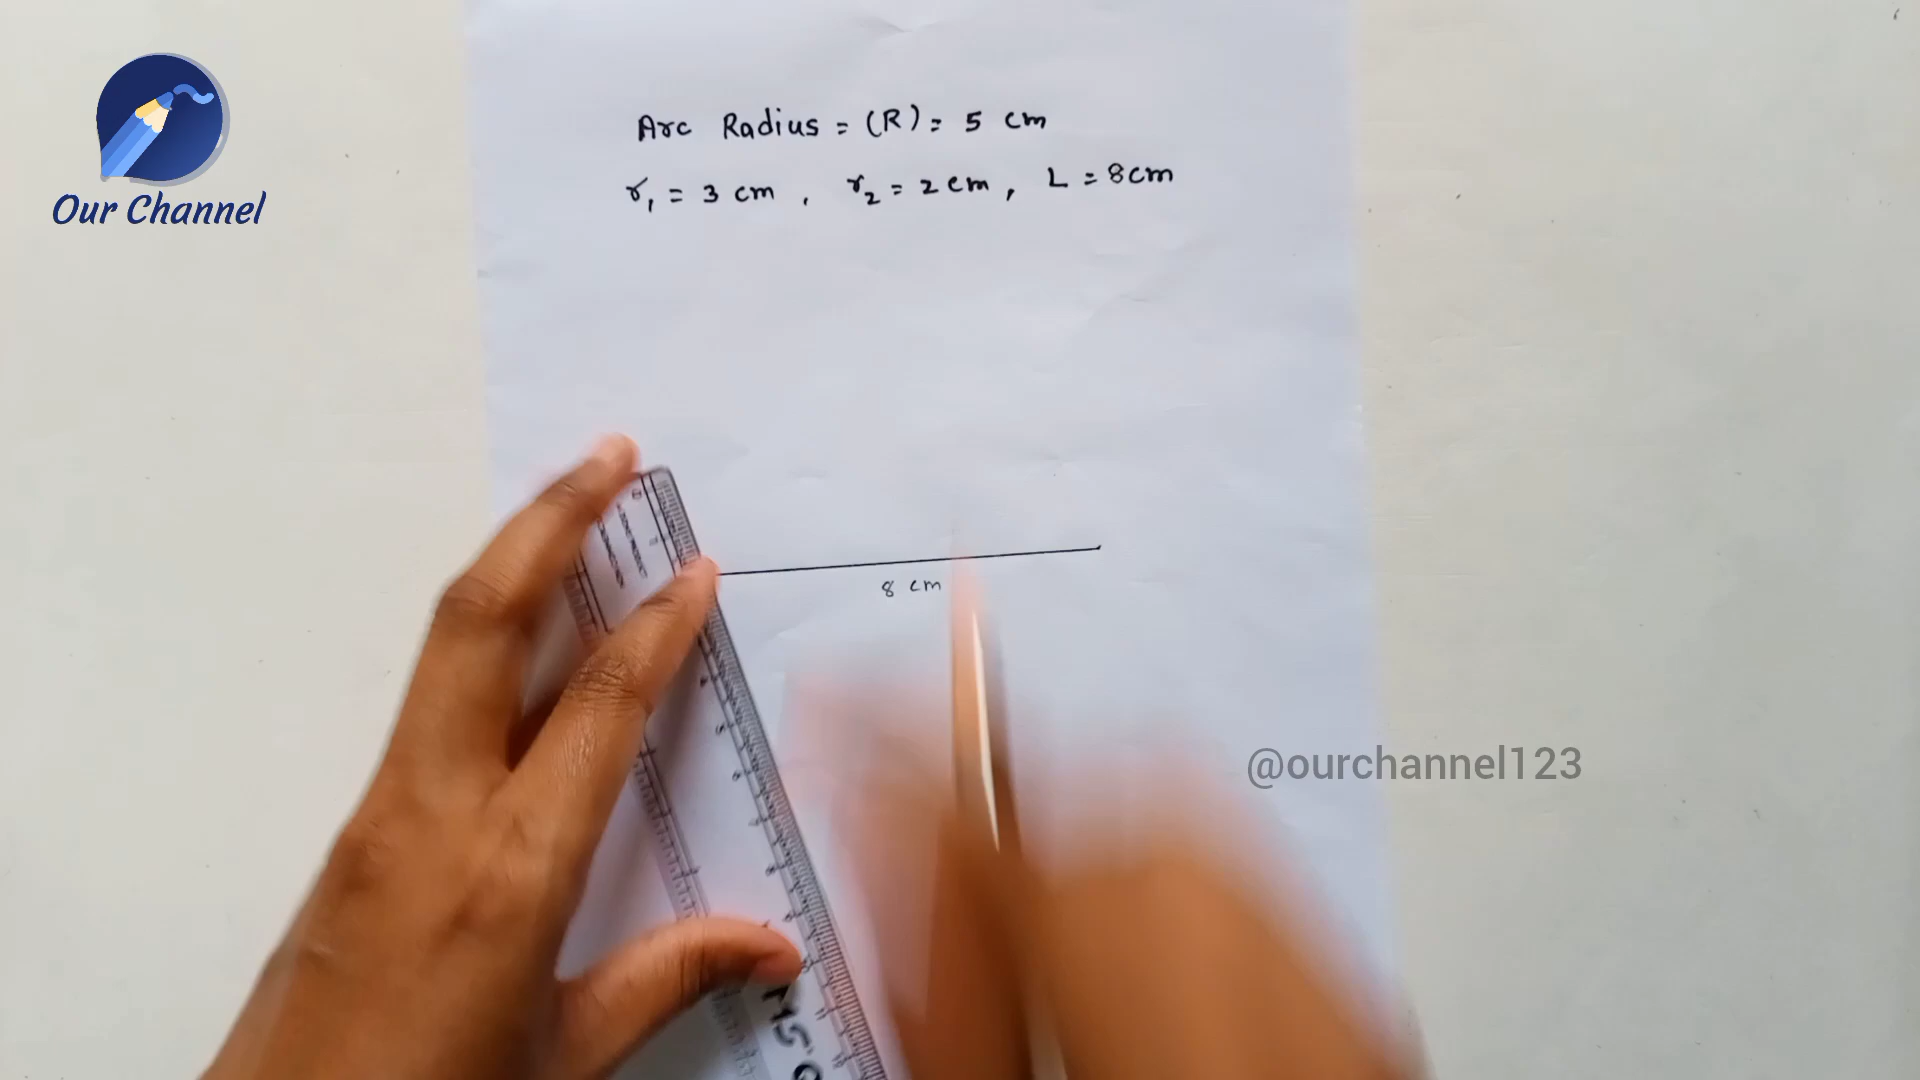 Our Channel
Arc Radius = (R) = 5 cm
r₁ = 3 cm , r₂ = 2 cm , L = 8cm
8 cm
@ourchannel123